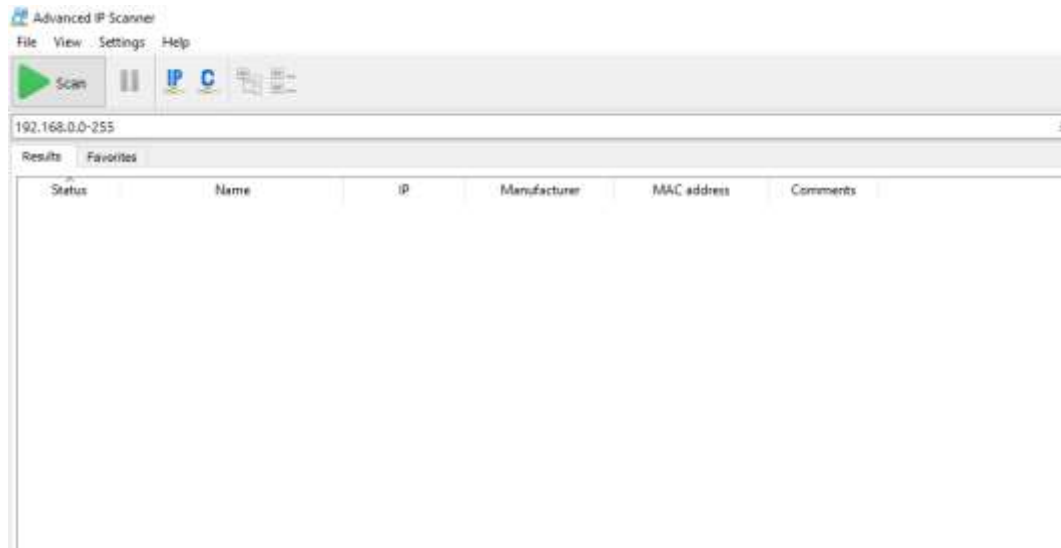 Advanced IP Scanner
File View Settings Help
Scan IP C
192.168.0.0-255
Results Favorites
Status Name IP Manufacturer MAC address Comments